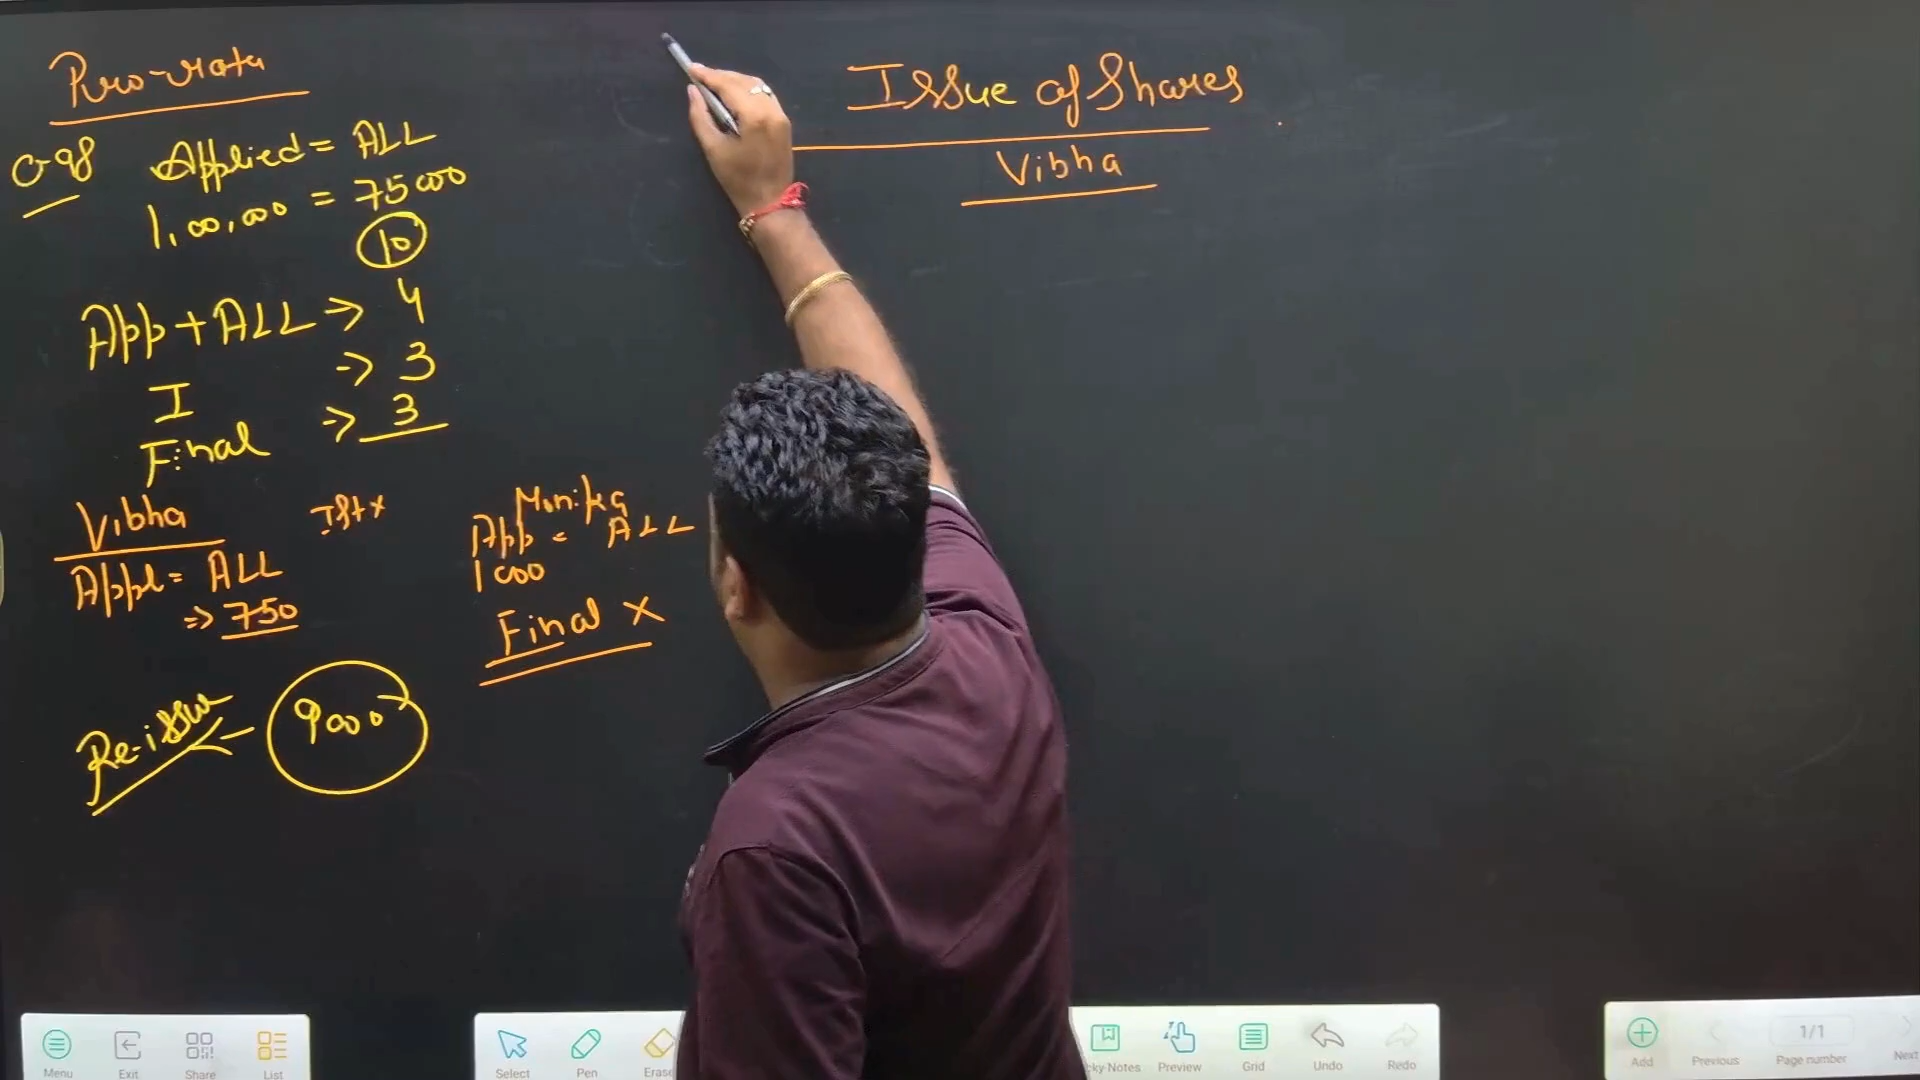 Pro-rata
Issue of Shares
Vibha
Q-98 Applied = ALL
1,00,000 = 75000
10
App + ALL → 4
I → 3
Final → 3
Vibha Ist x
Appl = ALL
⇒ 750
Monika
App = ALL
1000
Final x
Re-issue 9000
Menu Exit Share List
Select Pen
Preview Grid Undo Redo
Add Previous 1/1 Page number Next